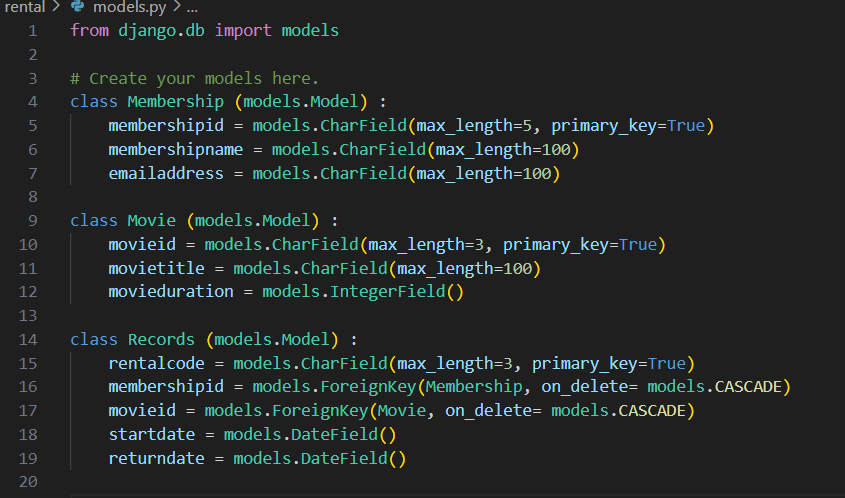 rental > models.py > ...
1 from django.db import models
2
3 # Create your models here.
4 class Membership (models.Model) :
5     membershipid = models.CharField(max_length=5, primary_key=True)
6     membershipname = models.CharField(max_length=100)
7     emailaddress = models.CharField(max_length=100)
8
9 class Movie (models.Model) :
10     movieid = models.CharField(max_length=3, primary_key=True)
11     movietitle = models.CharField(max_length=100)
12     movieduration = models.IntegerField()
13
14 class Records (models.Model) :
15     rentalcode = models.CharField(max_length=3, primary_key=True)
16     membershipid = models.ForeignKey(Membership, on_delete= models.CASCADE)
17     movieid = models.ForeignKey(Movie, on_delete= models.CASCADE)
18     startdate = models.DateField()
19     returndate = models.DateField()
20